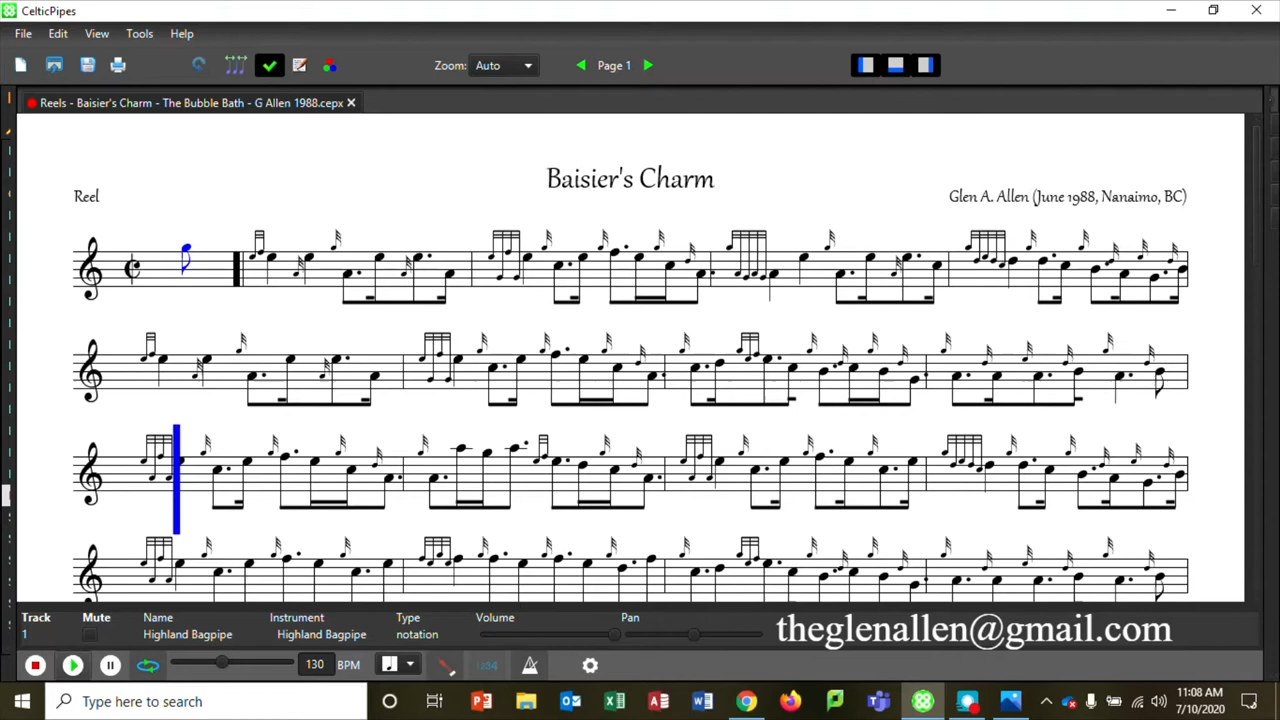 CelticPipes
File Edit View Tools Help
Zoom: Auto Page 1
Reels - Baisier's Charm - The Bubble Bath - G Allen 1988.cepx
Baisier's Charm
Reel
Glen A. Allen (June 1988, Nanaimo, BC)
Track Mute Name Instrument Type Volume Pan
1 Highland Bagpipe Highland Bagpipe notation
theglenallen@gmail.com
130 BPM
Type here to search
11:08 AM
7/10/2020